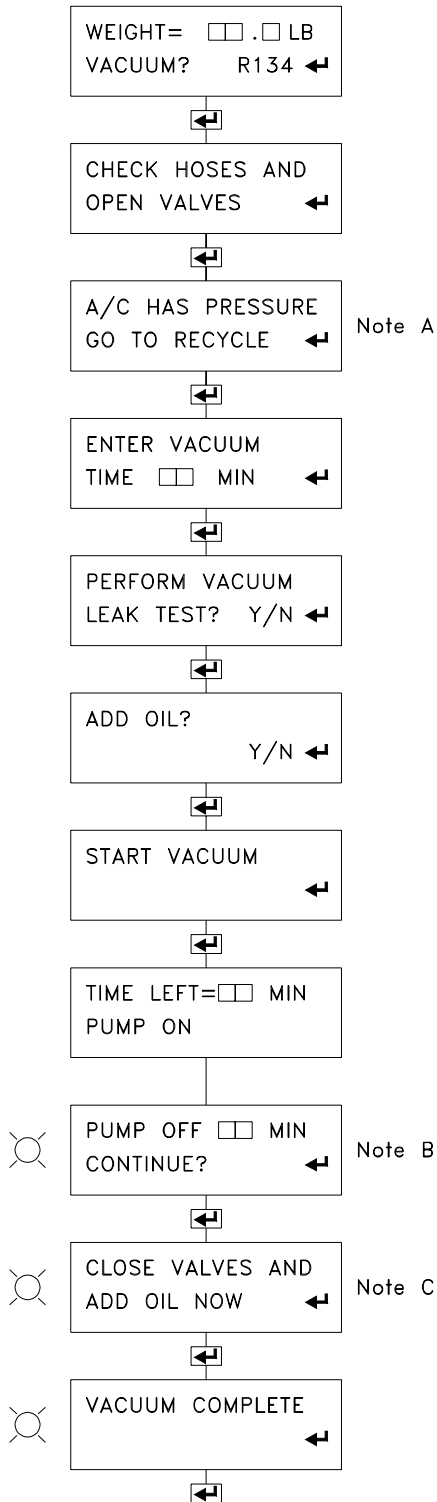 WEIGHT= □□.□ LB
VACUUM? R134 ↵
↵
CHECK HOSES AND
OPEN VALVES ↵
↵
A/C HAS PRESSURE
GO TO RECYCLE ↵ Note A
↵
ENTER VACUUM
TIME □□ MIN ↵
↵
PERFORM VACUUM
LEAK TEST? Y/N ↵
↵
ADD OIL?
Y/N ↵
↵
START VACUUM
↵
↵
TIME LEFT=□□ MIN
PUMP ON
PUMP OFF □□ MIN
CONTINUE? ↵ Note B
↵
CLOSE VALVES AND
ADD OIL NOW ↵ Note C
↵
VACUUM COMPLETE
↵
↵